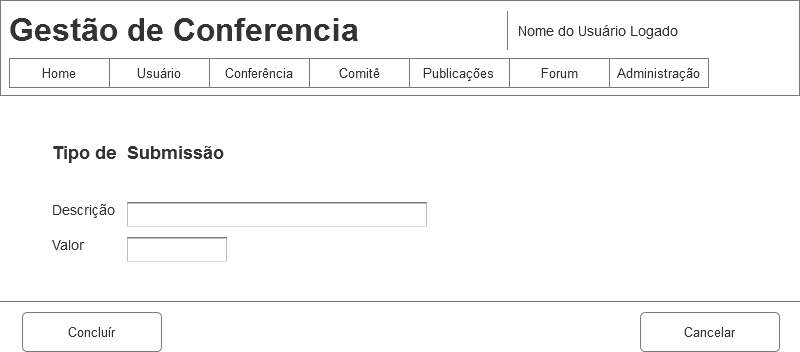 Gestão de Conferencia
Nome do Usuário Logado
Home Usuário Conferência Comitê Publicações Forum Administração
Tipo de Submissão
Descrição
Valor
Concluír Cancelar